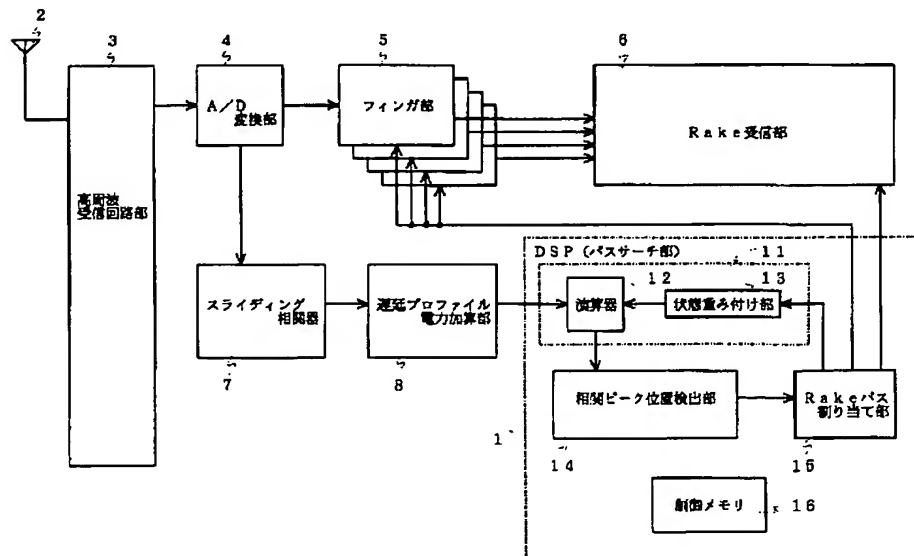 2
3
4
5
6
A/D
変換部
フィンガ部
Rake受信部
高周波
受信回路部
DSP(パスサーチ部)
11
12
13
スライディング
相関器
遅延プロファイル
電力加算部
演算器
状態重み付け部
7
8
相関ピーク位置検出部
Rakeパス
割り当て部
1
14
15
制御メモリ
16